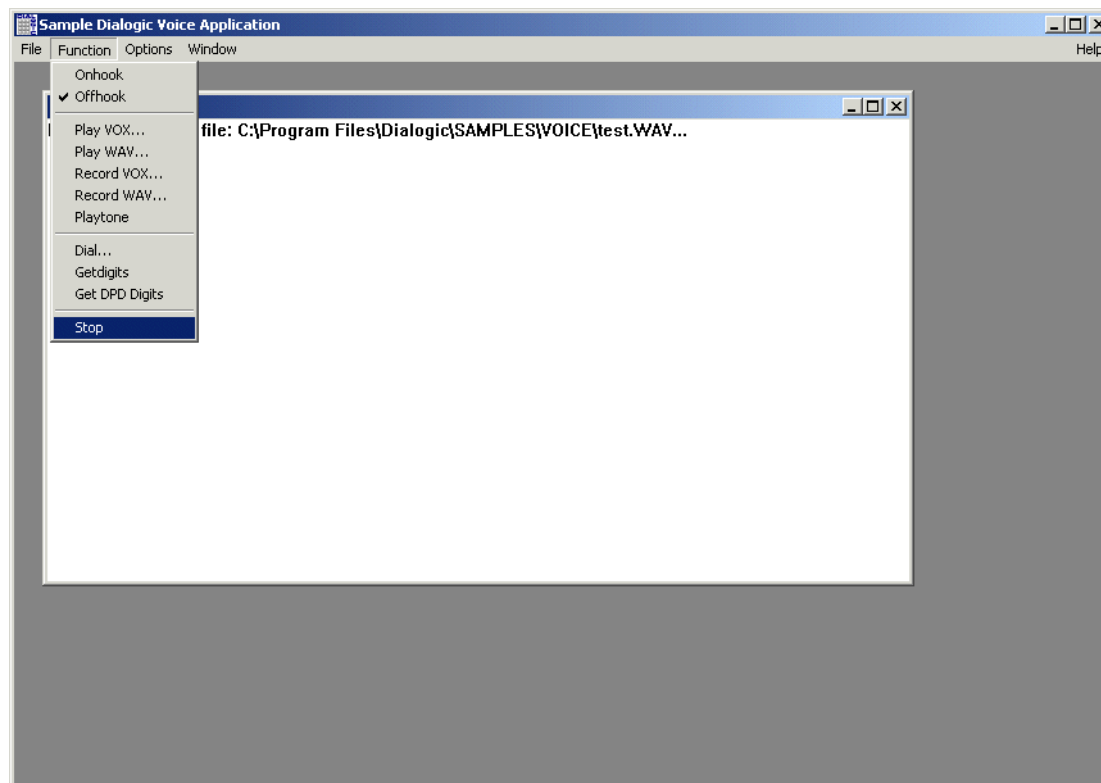 Sample Dialogic Voice Application
File Function Options Window Help
Onhook
Offhook
file: C:\Program Files\Dialogic\SAMPLES\VOICE\test.WAV...
Play VOX...
Play WAV...
Record VOX...
Record WAV...
Playtone
Dial...
Getdigits
Get DPD Digits
Stop